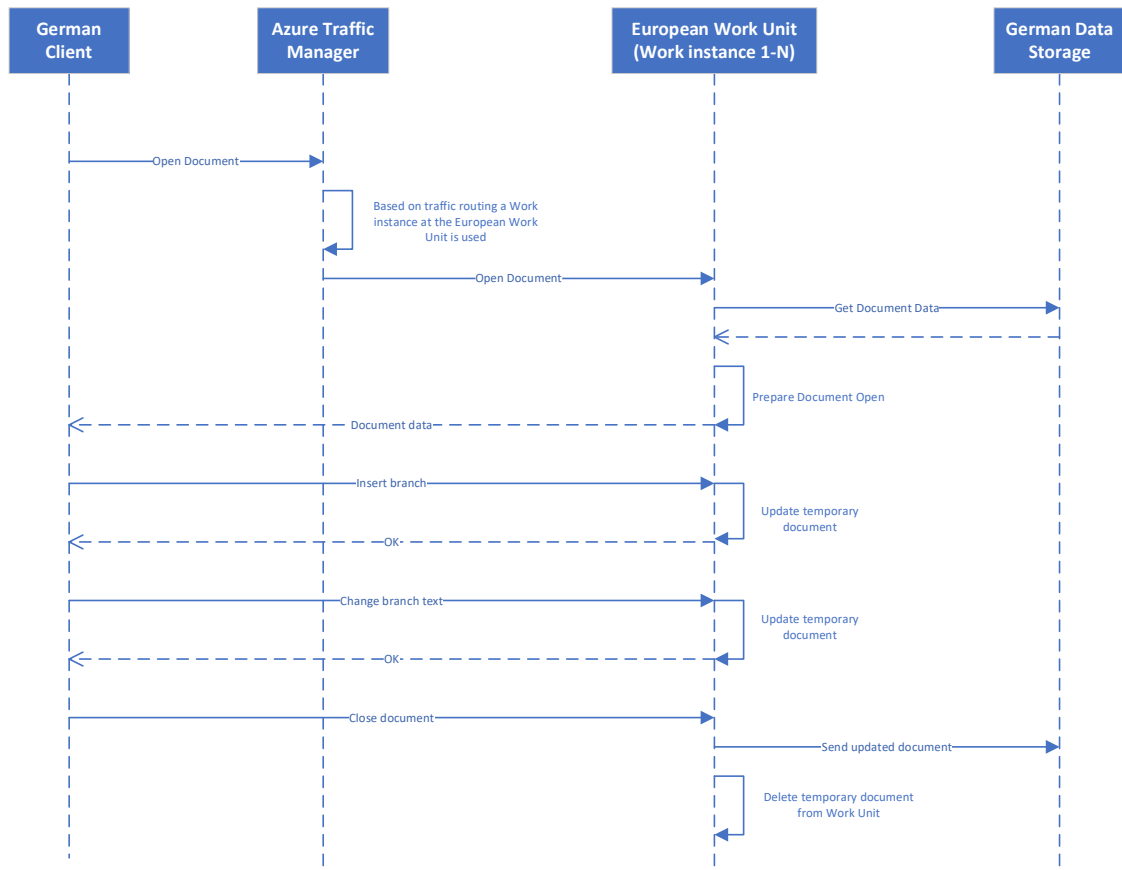 German
Client
Azure Traffic
Manager
European Work Unit
(Work instance 1-N)
German Data
Storage
Open Document
Based on traffic routing a Work
instance at the European Work
Unit is used
Open Document
Get Document Data
Prepare Document Open
Document data
Insert branch
Update temporary
document
OK
Change branch text
Update temporary
document
OK
Close document
Send updated document
Delete temporary document
from Work Unit